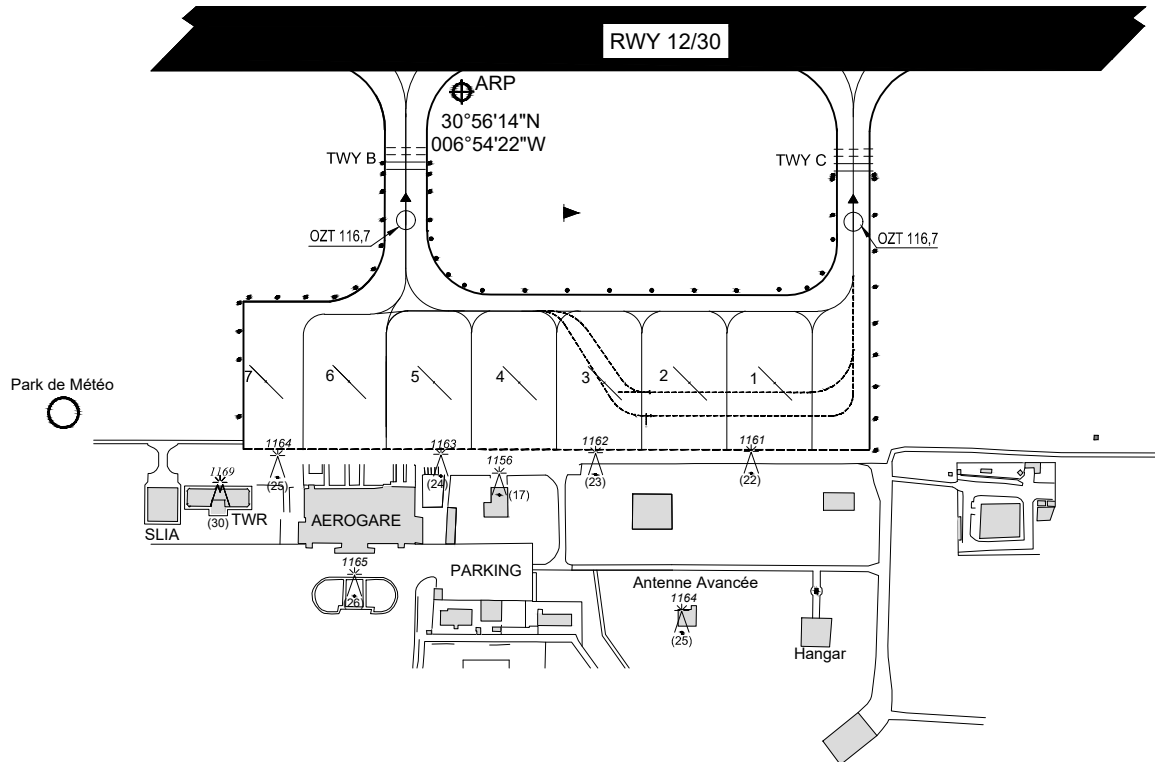 RWY 12/30
ARP
30°56'14"N
006°54'22"W
TWY B
TWY C
OZT 116,7
OZT 116,7
7
6
5
4
3
2
1
Park de Météo
1164
(25)
1163
(24)
1162
(23)
1161
(22)
1156
(17)
1169
(30)
TWR
SLIA
AEROGARE
1165
(26)
PARKING
Antenne Avancée
1164
(25)
Hangar